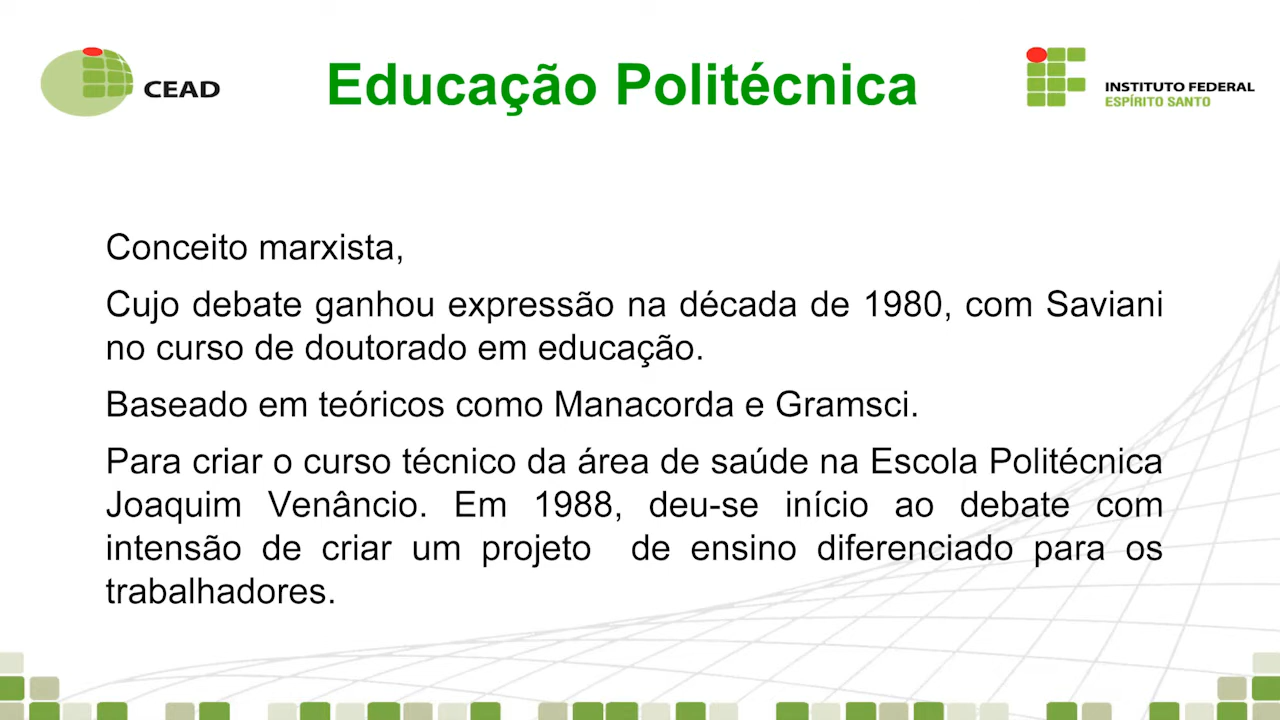 CEAD
Educação Politécnica
INSTITUTO FEDERAL
ESPÍRITO SANTO
Conceito marxista,
Cujo debate ganhou expressão na década de 1980, com Saviani
no curso de doutorado em educação.
Baseado em teóricos como Manacorda e Gramsci.
Para criar o curso técnico da área de saúde na Escola Politécnica
Joaquim Venâncio. Em 1988, deu-se início ao debate com
intensão de criar um projeto de ensino diferenciado para os
trabalhadores.